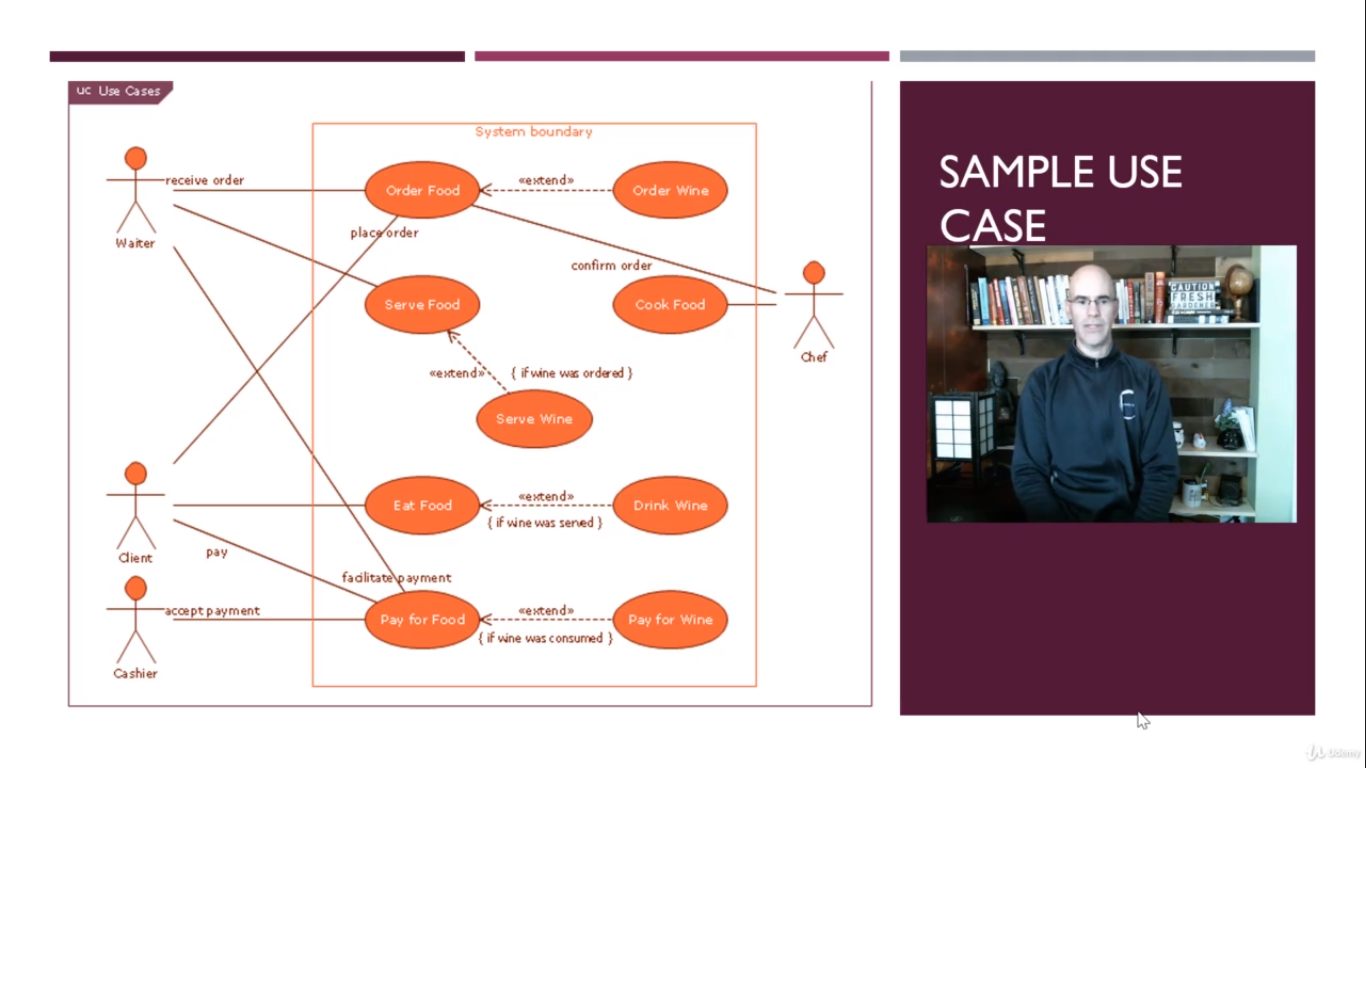 uc Use Cases
System boundary
receive order
Order Food
«extend»
Order Wine
Waiter
place order
confirm order
Serve Food
Cook Food
Chef
«extend»
{ if wine was ordered }
Serve Wine
Eat Food
«extend»
{ if wine was served }
Drink Wine
Client
pay
facilitate payment
accept payment
Pay for Food
«extend»
{ if wine was consumed }
Pay for Wine
Cashier
SAMPLE USE
CASE
CAUTION
FRESH
GARDENER
Udemy